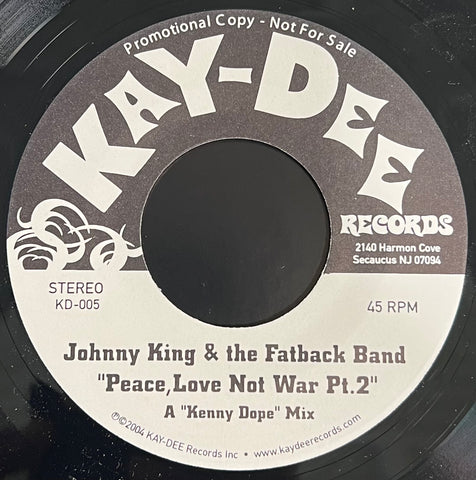 Promotional Copy - Not For Sale
KAY-DEE
RECORDS
2140 Harmon Cove
Secaucus NJ 07094
STEREO
KD-005
45 RPM
Johnny King & the Fatback Band
"Peace,Love Not War Pt.2"
A "Kenny Dope" Mix
℗©2004 KAY-DEE Records Inc • www.kaydeerecords.com